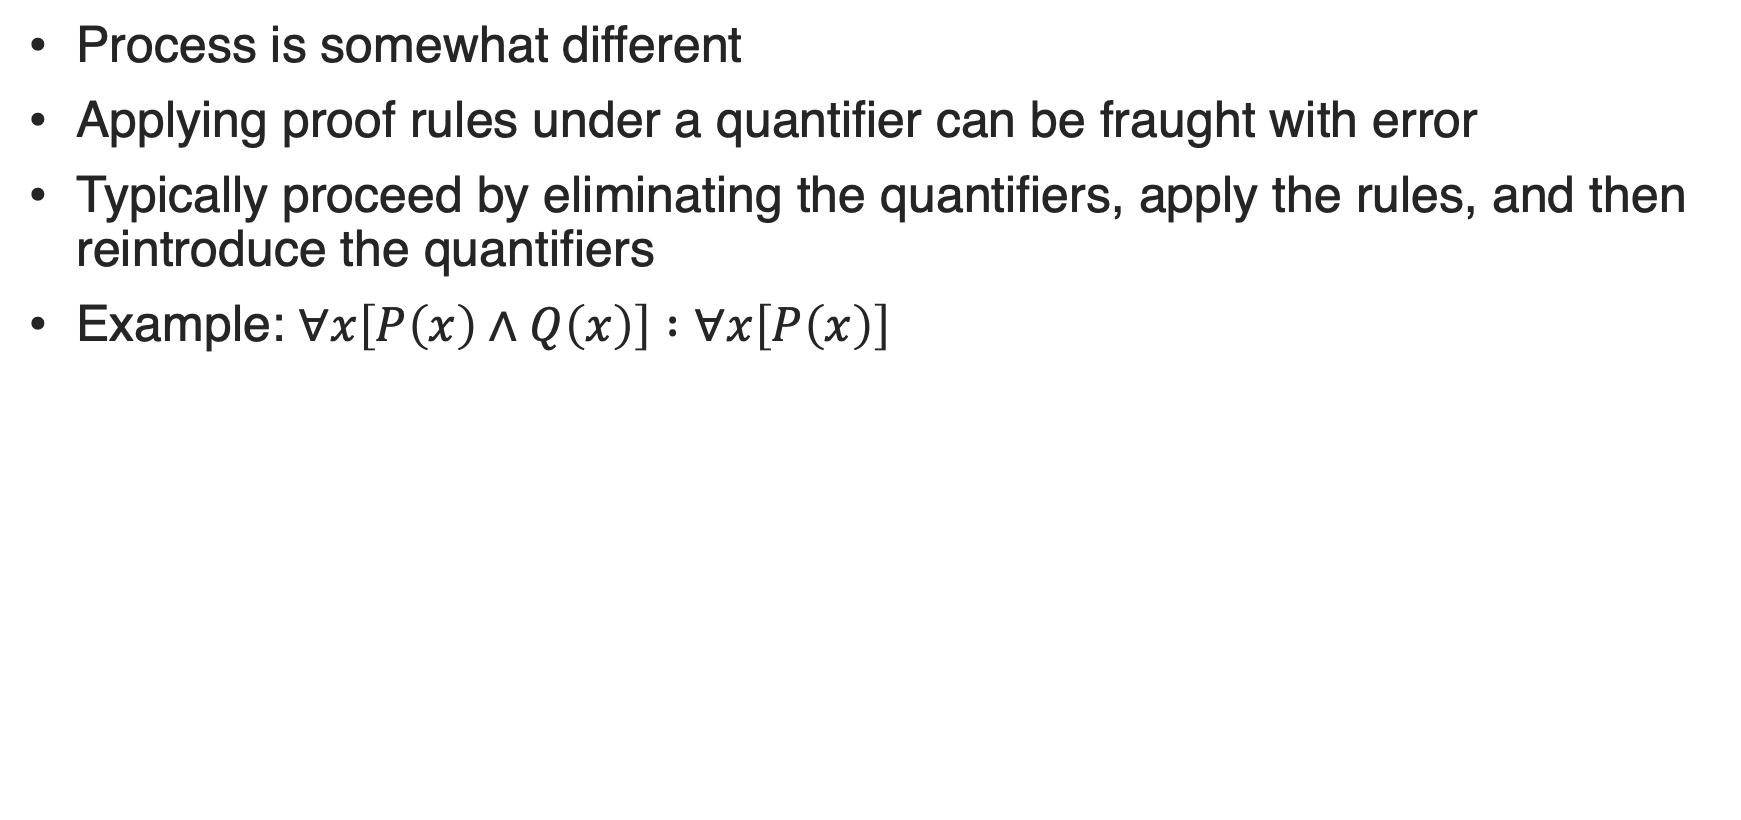 • Process is somewhat different
• Applying proof rules under a quantifier can be fraught with error
• Typically proceed by eliminating the quantifiers, apply the rules, and then
reintroduce the quantifiers
• Example: ∀x[P(x) ∧ Q(x)] : ∀x[P(x)]